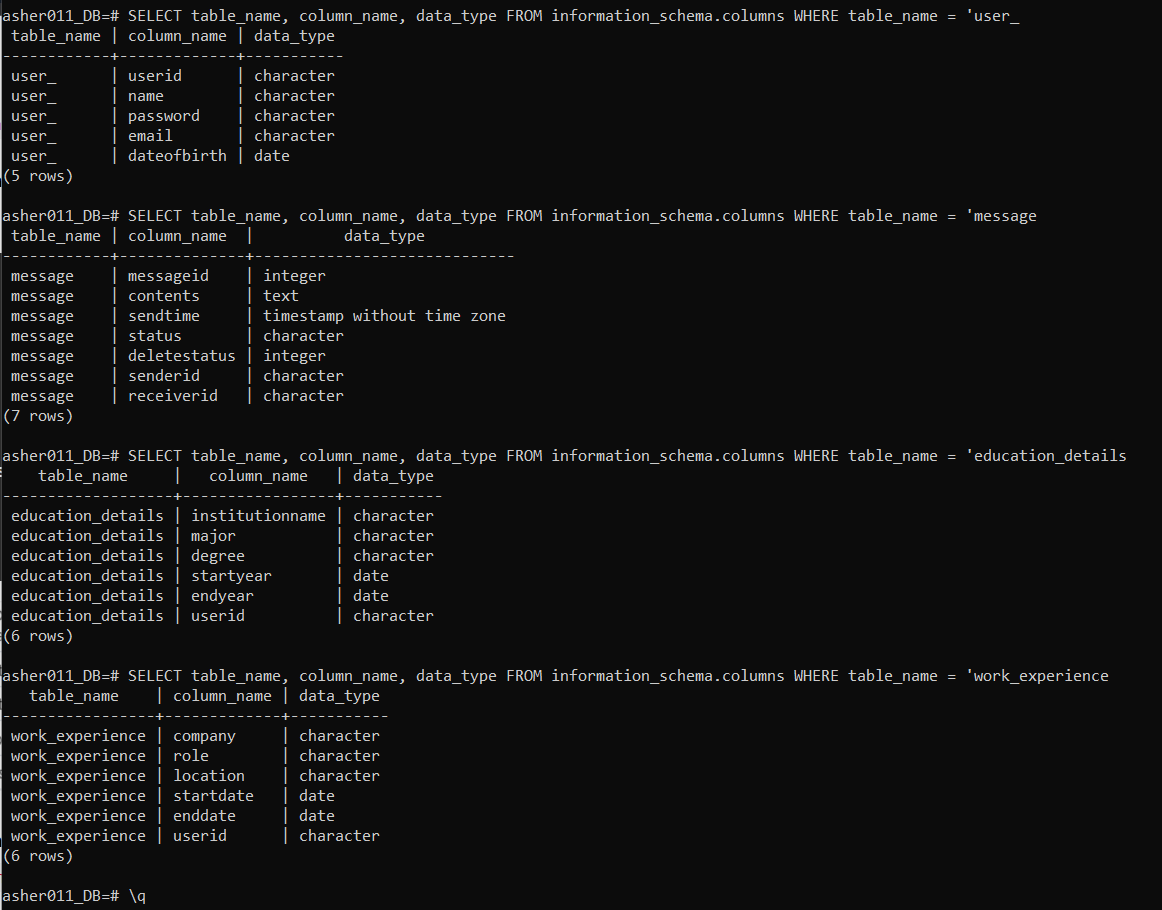 asher011_DB=# SELECT table_name, column_name, data_type FROM information_schema.columns WHERE table_name = 'user_
 table_name | column_name | data_type
------------+-------------+-----------
 user_      | userid      | character
 user_      | name        | character
 user_      | password    | character
 user_      | email       | character
 user_      | dateofbirth | date
(5 rows)

asher011_DB=# SELECT table_name, column_name, data_type FROM information_schema.columns WHERE table_name = 'message
 table_name | column_name  |          data_type
------------+--------------+-----------------------------
 message    | messageid    | integer
 message    | contents     | text
 message    | sendtime     | timestamp without time zone
 message    | status       | character
 message    | deletestatus | integer
 message    | senderid     | character
 message    | receiverid   | character
(7 rows)

asher011_DB=# SELECT table_name, column_name, data_type FROM information_schema.columns WHERE table_name = 'education_details
    table_name     |   column_name   | data_type
-------------------+-----------------+-----------
 education_details | institutionname | character
 education_details | major           | character
 education_details | degree          | character
 education_details | startyear       | date
 education_details | endyear         | date
 education_details | userid          | character
(6 rows)

asher011_DB=# SELECT table_name, column_name, data_type FROM information_schema.columns WHERE table_name = 'work_experience
   table_name    | column_name | data_type
-----------------+-------------+-----------
 work_experience | company     | character
 work_experience | role        | character
 work_experience | location    | character
 work_experience | startdate   | date
 work_experience | enddate     | date
 work_experience | userid      | character
(6 rows)

asher011_DB=# \q